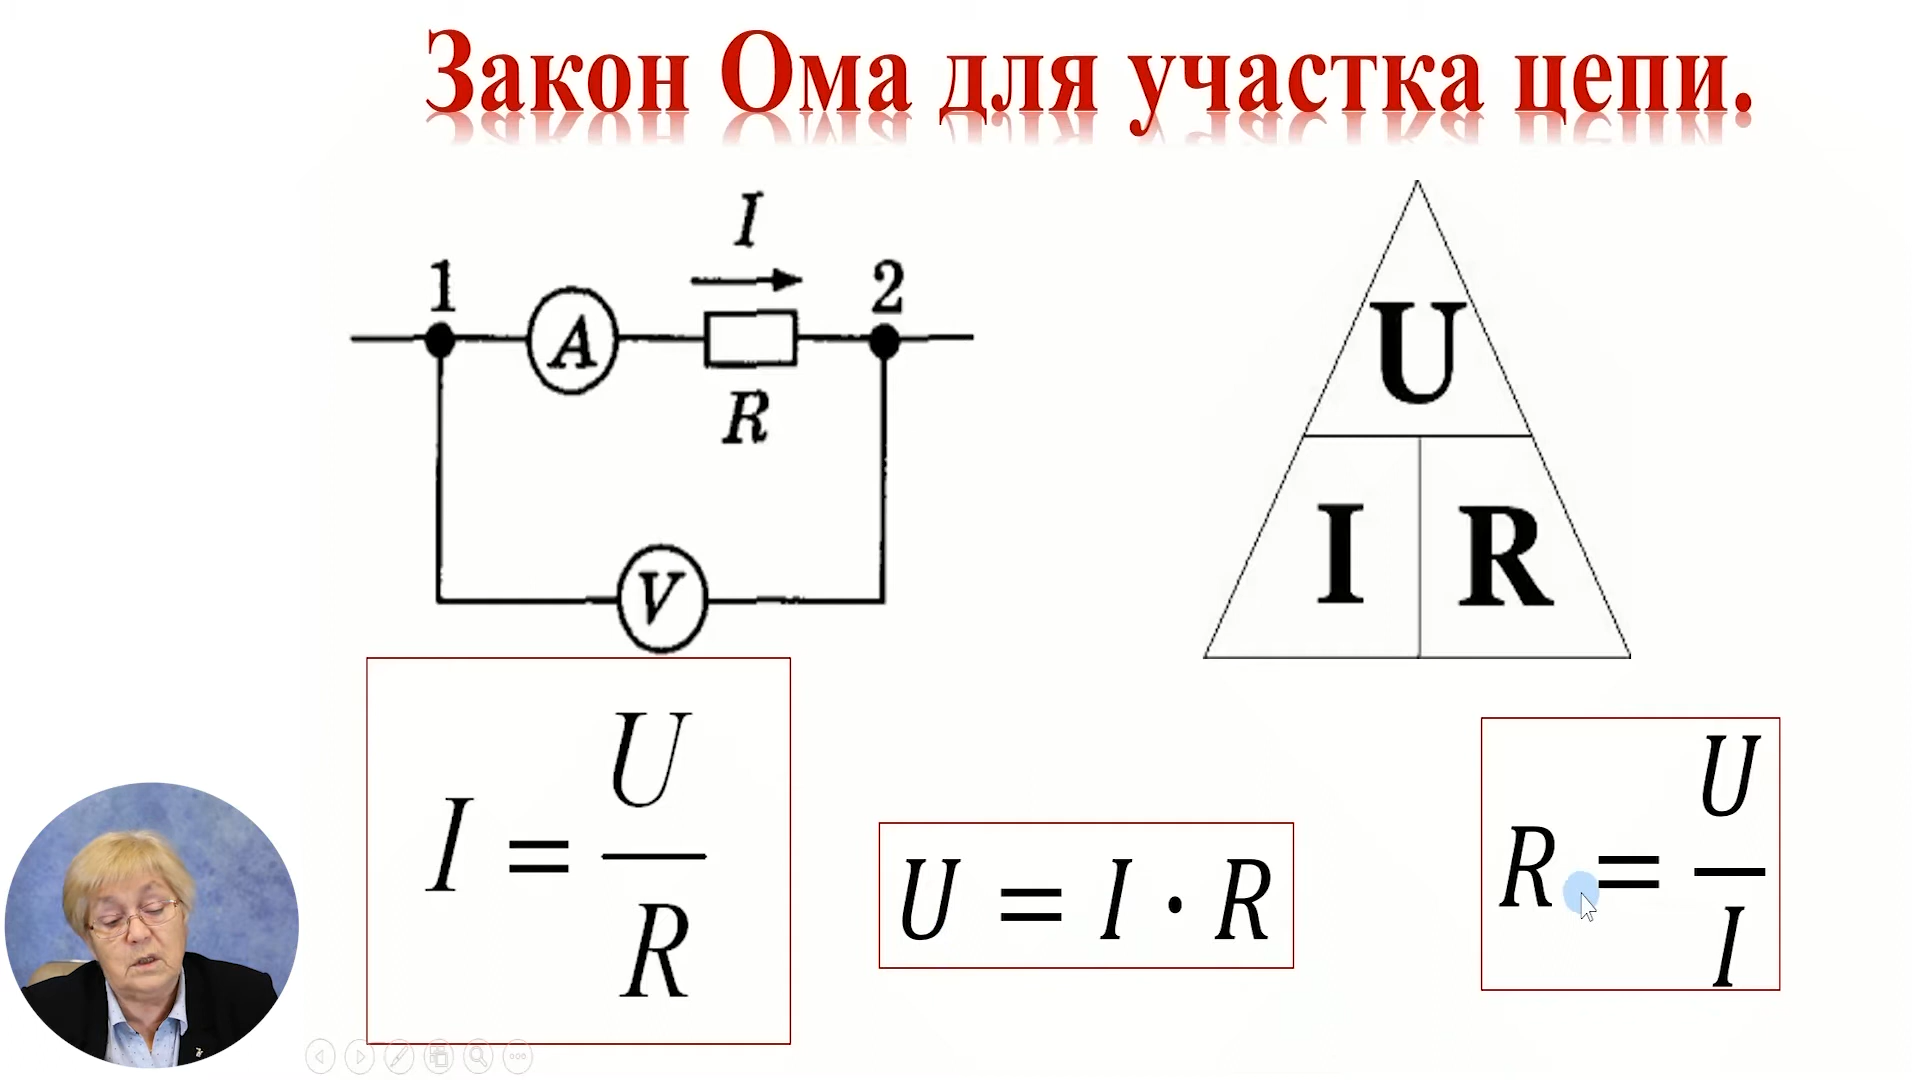 Закон Ома для участка цепи.
I
1
2
A
R
V
U
I R
I = U / R
U = I · R
R = U / I